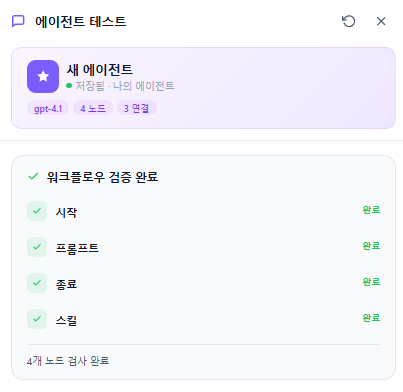 에이전트 테스트
새 에이전트
저장됨 · 나의 에이전트
gpt-4.1 4 노드 3 연결
워크플로우 검증 완료
시작 완료
프롬프트 완료
종료 완료
스킬 완료
4개 노드 검사 완료